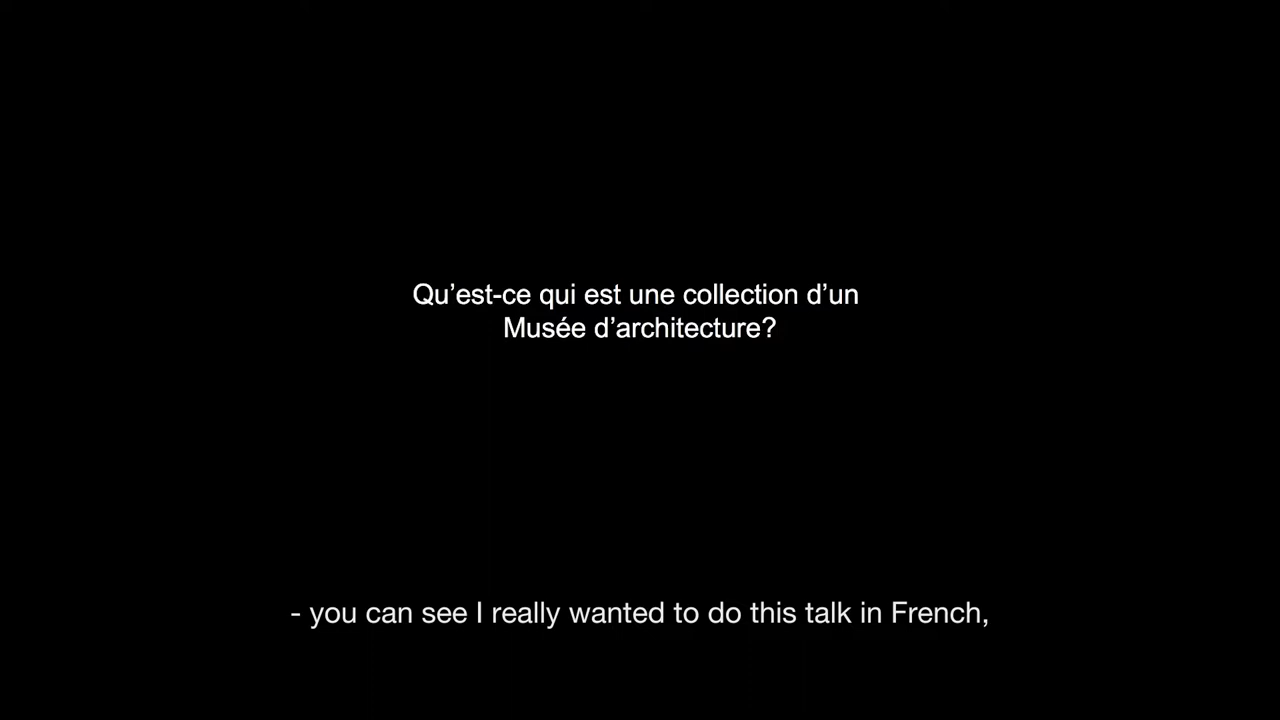 Qu’est-ce qui est une collection d’un
Musée d’architecture?
- you can see I really wanted to do this talk in French,